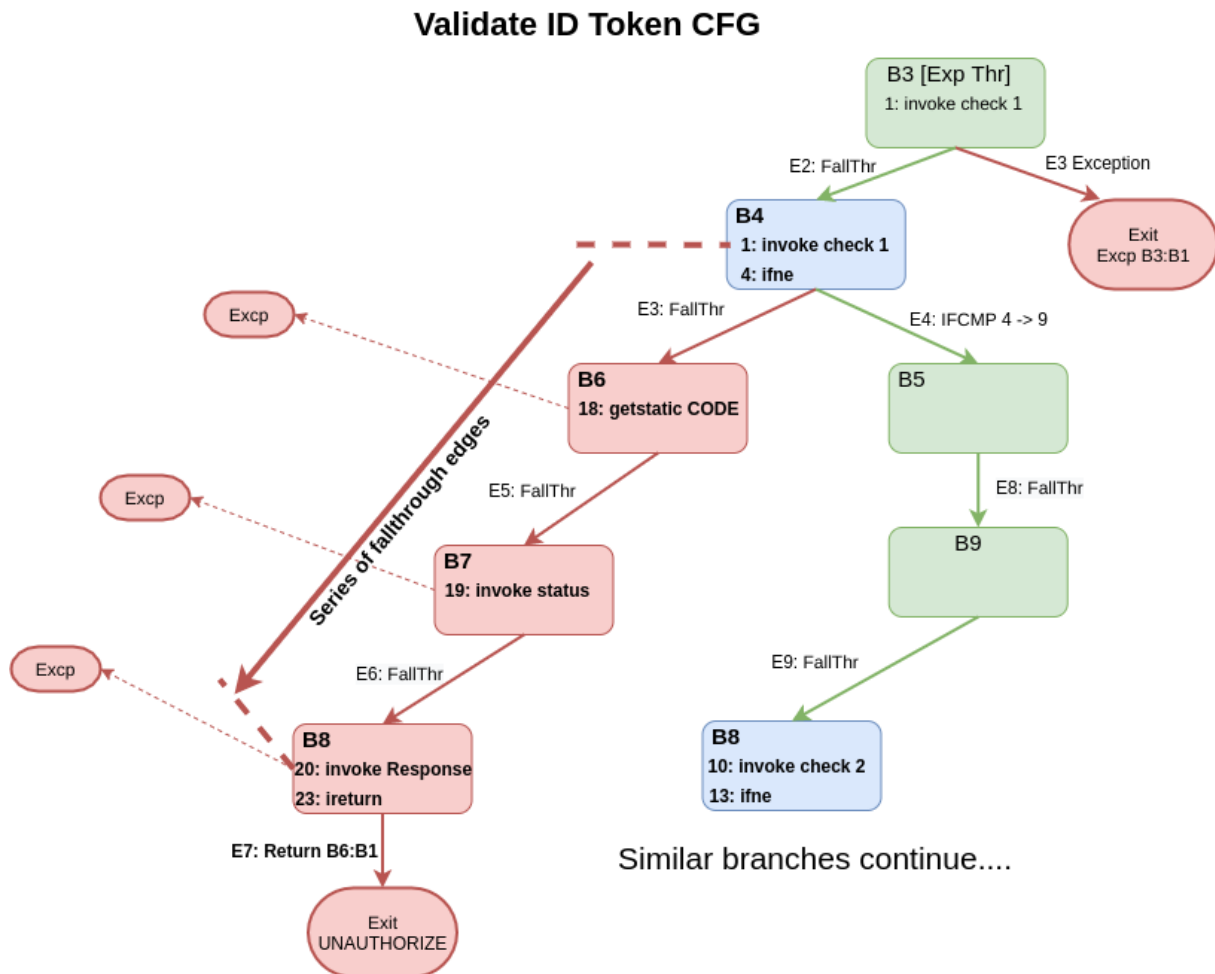 Validate ID Token CFG
B3 [Exp Thr]
1: invoke check 1
E2: FallThr
E3 Exception
B4
1: invoke check 1
4: ifne
Exit
Excp B3:B1
Excp
E3: FallThr
E4: IFCMP 4 -> 9
B6
18: getstatic CODE
B5
Series of fallthrough edges
Excp
E5: FallThr
E8: FallThr
B7
19: invoke status
B9
Excp
E6: FallThr
E9: FallThr
B8
20: invoke Response
23: ireturn
B8
10: invoke check 2
13: ifne
E7: Return B6:B1
Similar branches continue....
Exit
UNAUTHORIZE